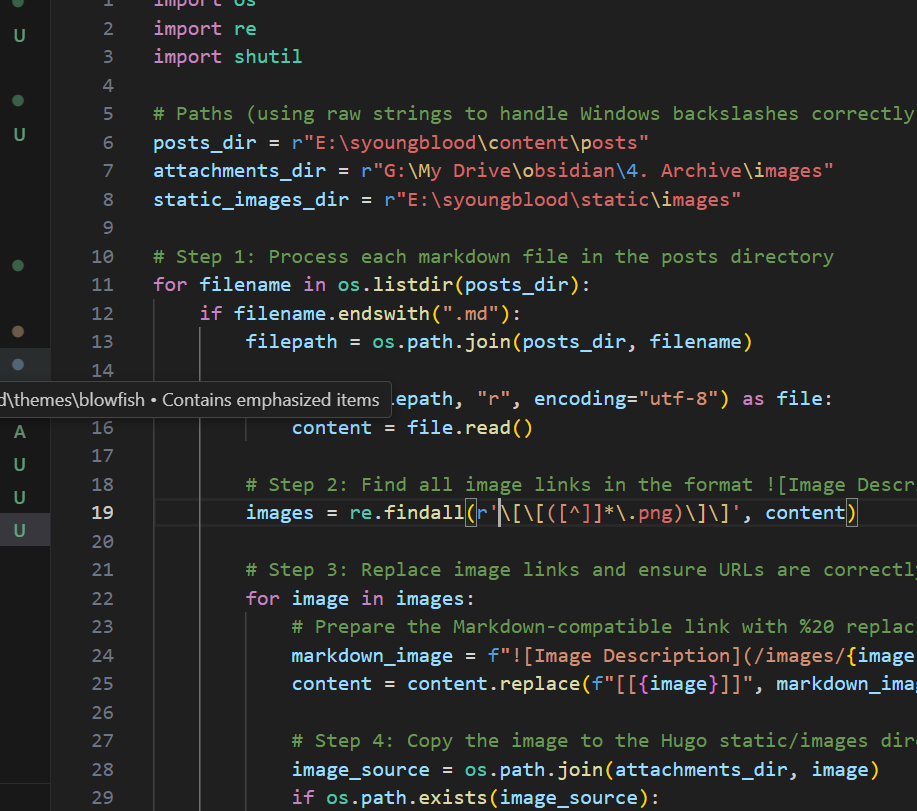 1 import os
U 2 import re
3 import shutil
4
5 # Paths (using raw strings to handle Windows backslashes correctly
U 6 posts_dir = r"E:\syoungblood\content\posts"
7 attachments_dir = r"G:\My Drive\obsidian\4. Archive\images"
8 static_images_dir = r"E:\syoungblood\static\images"
9
10 # Step 1: Process each markdown file in the posts directory
11 for filename in os.listdir(posts_dir):
12 if filename.endswith(".md"):
13 filepath = os.path.join(posts_dir, filename)
14
d\themes\blowfish • Contains emphasized items lepath, "r", encoding="utf-8") as file:
A 16 content = file.read()
17
U 18 # Step 2: Find all image links in the format ![Image Descr
U 19 images = re.findall(r'\[\[([^]]*\.png)\]\]', content)
U 20
21 # Step 3: Replace image links and ensure URLs are correctly
22 for image in images:
23 # Prepare the Markdown-compatible link with %20 replac
24 markdown_image = f"![Image Description](/images/{image
25 content = content.replace(f"[[{image}]]", markdown_ima
26
27 # Step 4: Copy the image to the Hugo static/images dir
28 image_source = os.path.join(attachments_dir, image)
29 if os.path.exists(image_source):